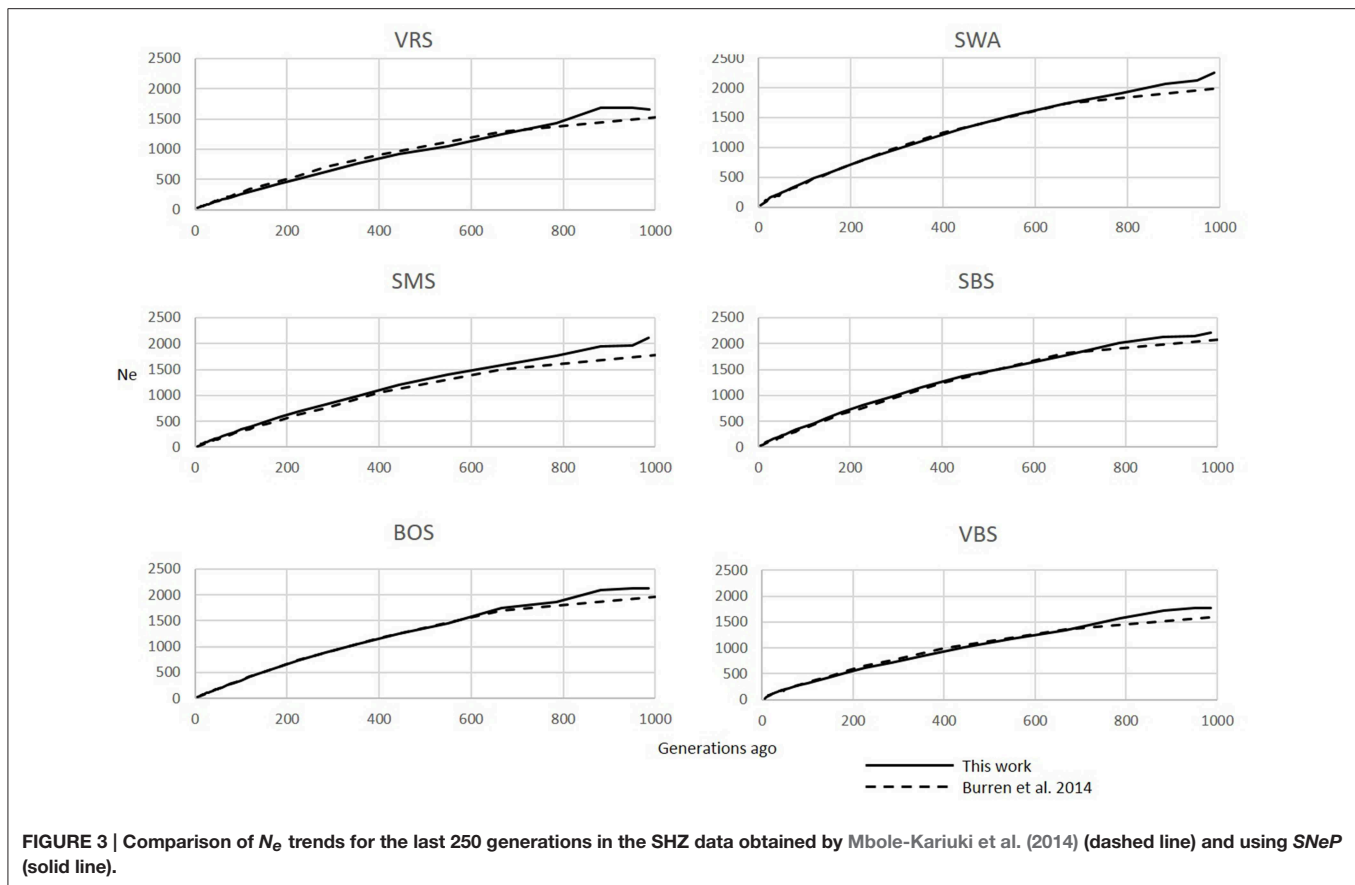 VRS
2500
2000
1500
1000
500
0
0 200 400 600 800 1000
SWA
2500
2000
1500
1000
500
0
0 200 400 600 800 1000
SMS
Ne
2500
2000
1500
1000
500
0
0 200 400 600 800 1000
SBS
2500
2000
1500
1000
500
0
0 200 400 600 800 1000
BOS
2500
2000
1500
1000
500
0
0 200 400 600 800 1000
VBS
2500
2000
1500
1000
500
0
0 200 400 600 800 1000
Generations ago
This work
Burren et al. 2014
FIGURE 3 | Comparison of Ne trends for the last 250 generations in the SHZ data obtained by Mbole-Kariuki et al. (2014) (dashed line) and using SNeP
(solid line).